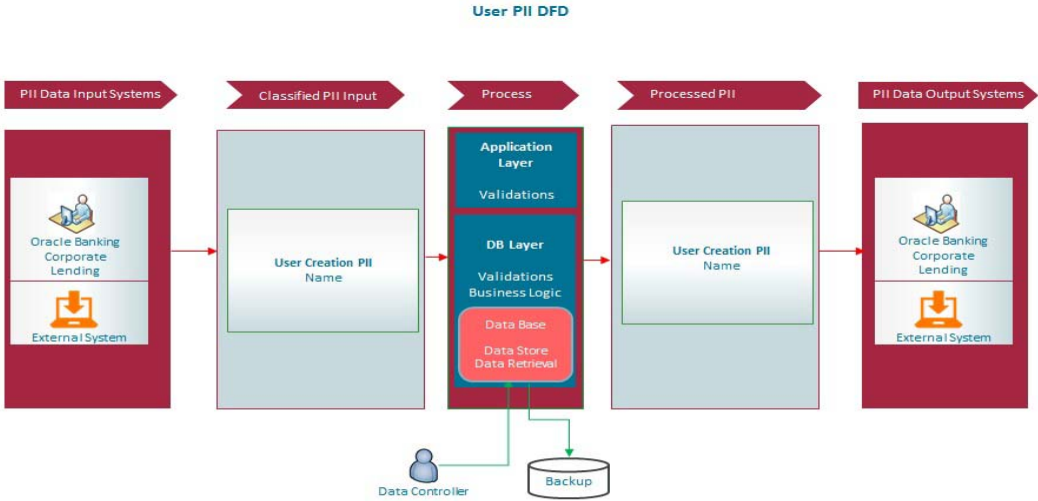 User PII DFD
PII Data Input Systems
Classified PII Input
Process
Processed PII
PII Data Output Systems
Oracle Banking
Corporate
Lending
External System
User Creation PII
Name
Application
Layer
Validations
DB Layer
Validations
Business Logic
Data Base
Data Store
Data Retrieval
User Creation PII
Name
Oracle Banking
Corporate
Lending
External System
Data Controller
Backup